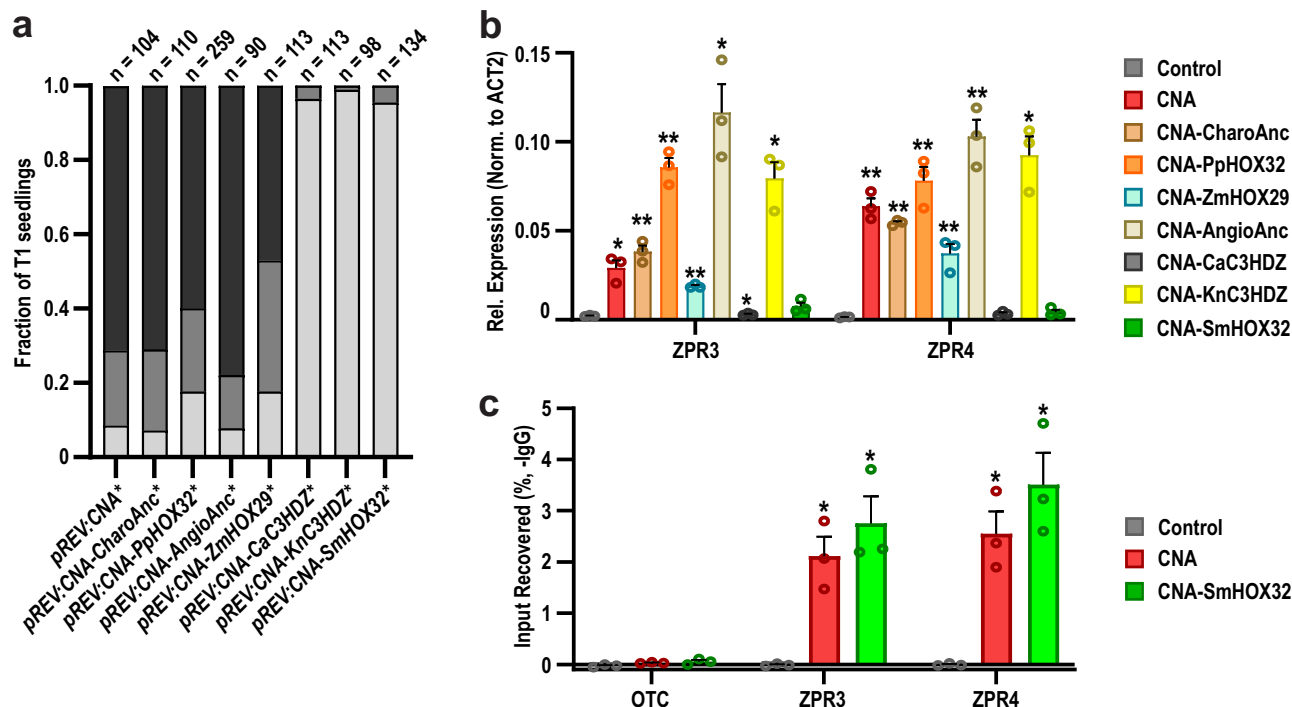 a
n = 104
n = 110
n = 259
n = 90
n = 113
n = 113
n = 98
n = 134
Fraction of T1 seedlings
1.0
0.8
0.6
0.4
0.2
0
pREV:CNA*
pREV:CNA-CharoAnc*
pREV:CNA-PpHOX32*
pREV:CNA-AngioAnc*
pREV:CNA-ZmHOX29*
pREV:CNA-CaC3HDZ*
pREV:CNA-KnC3HDZ*
pREV:CNA-SmHOX32*
b
Rel. Expression (Norm. to ACT2)
0.15
0.10
0.05
0
* ** ** ** * * *
** ** ** ** ** *
ZPR3 ZPR4
Control
CNA
CNA-CharoAnc
CNA-PpHOX32
CNA-ZmHOX29
CNA-AngioAnc
CNA-CaC3HDZ
CNA-KnC3HDZ
CNA-SmHOX32
c
Input Recovered (%, -IgG)
5
4
3
2
1
0
* * * *
OTC ZPR3 ZPR4
Control
CNA
CNA-SmHOX32